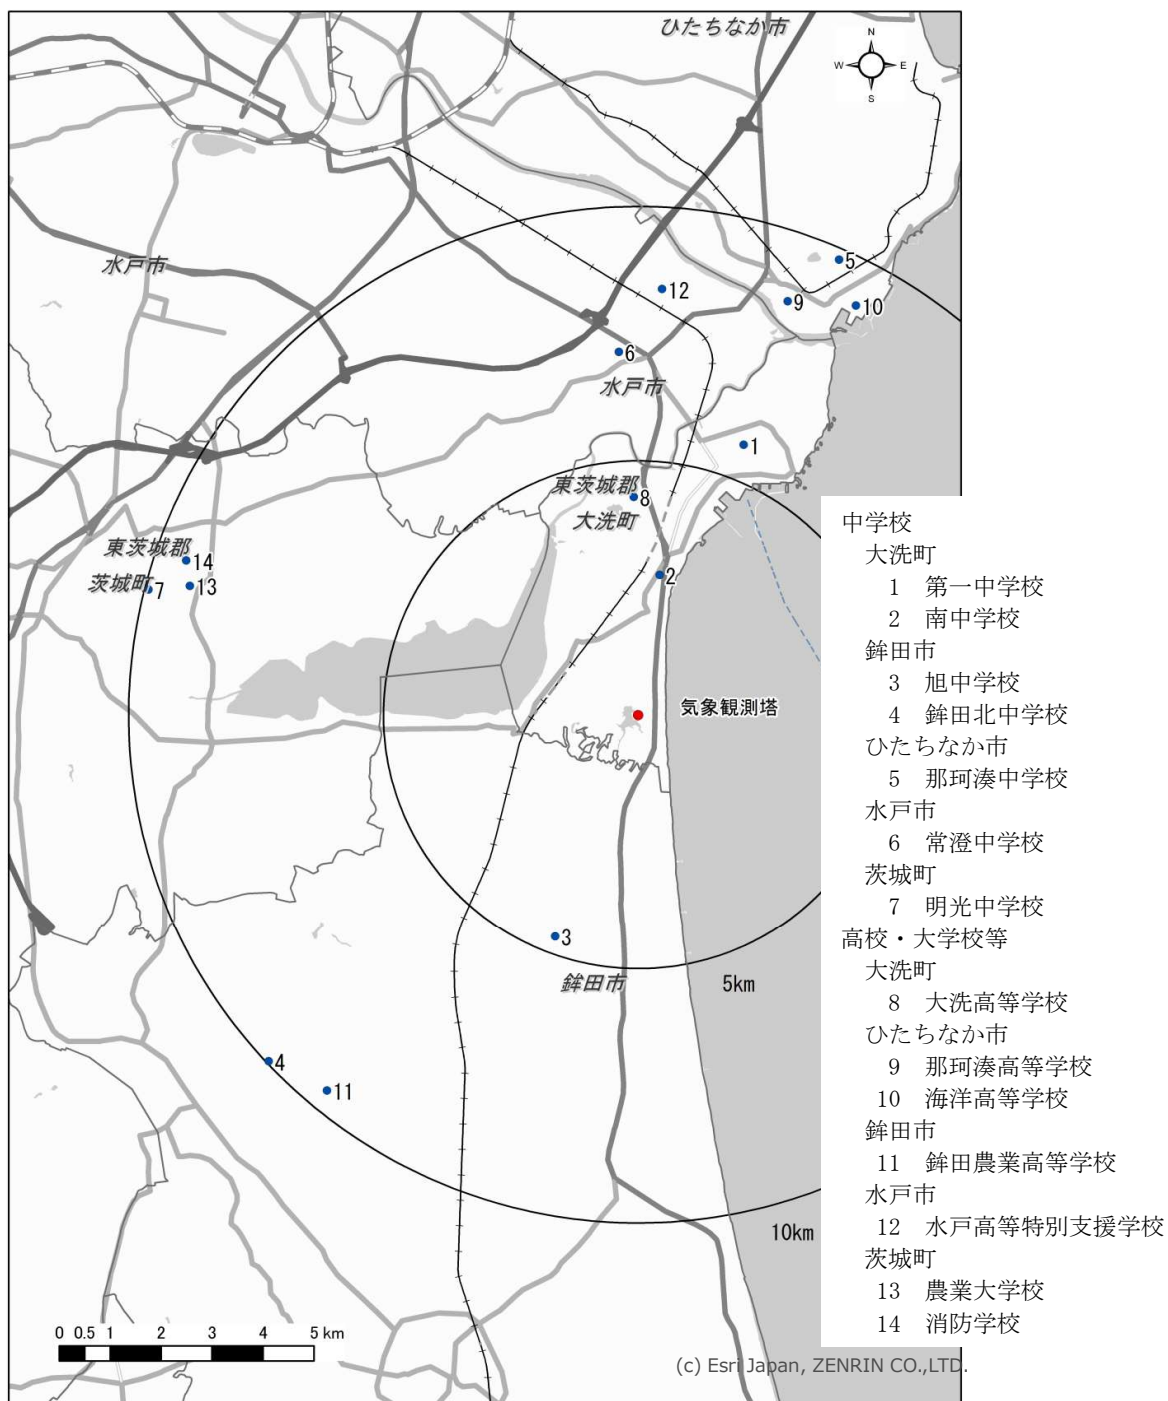 ひたちなか市
N
W E
S
水戸市
5
12
9
10
6
水戸市
1
東茨城郡
8
大洗町
東茨城郡
14
茨城町
7
13
2
気象観測塔
3
鉾田市
5km
4
11
10km
0 0.5 1 2 3 4 5 km
(c) Esri Japan, ZENRIN CO.,LTD.
中学校
大洗町
1 第一中学校
2 南中学校
鉾田市
3 旭中学校
4 鉾田北中学校
ひたちなか市
5 那珂湊中学校
水戸市
6 常澄中学校
茨城町
7 明光中学校
高校・大学校等
大洗町
8 大洗高等学校
ひたちなか市
9 那珂湊高等学校
10 海洋高等学校
鉾田市
11 鉾田農業高等学校
水戸市
12 水戸高等特別支援学校
茨城町
13 農業大学校
14 消防学校